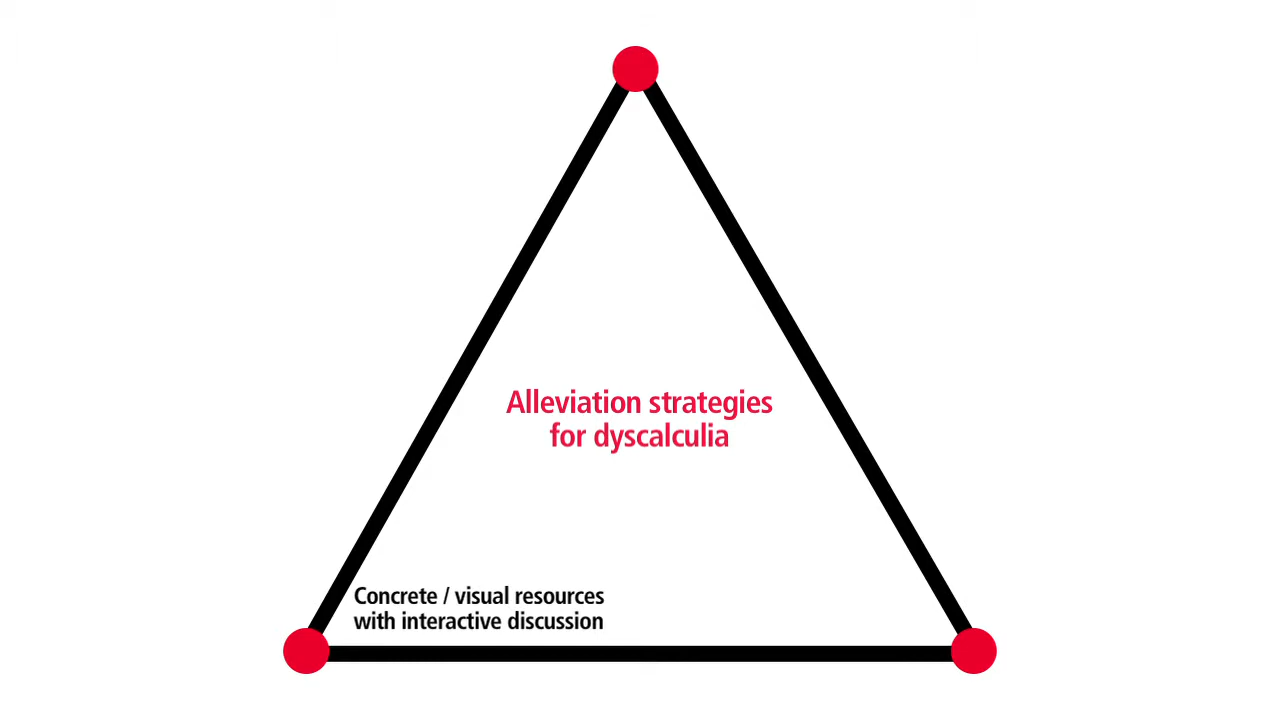 Alleviation strategies
for dyscalculia
Concrete / visual resources
with interactive discussion